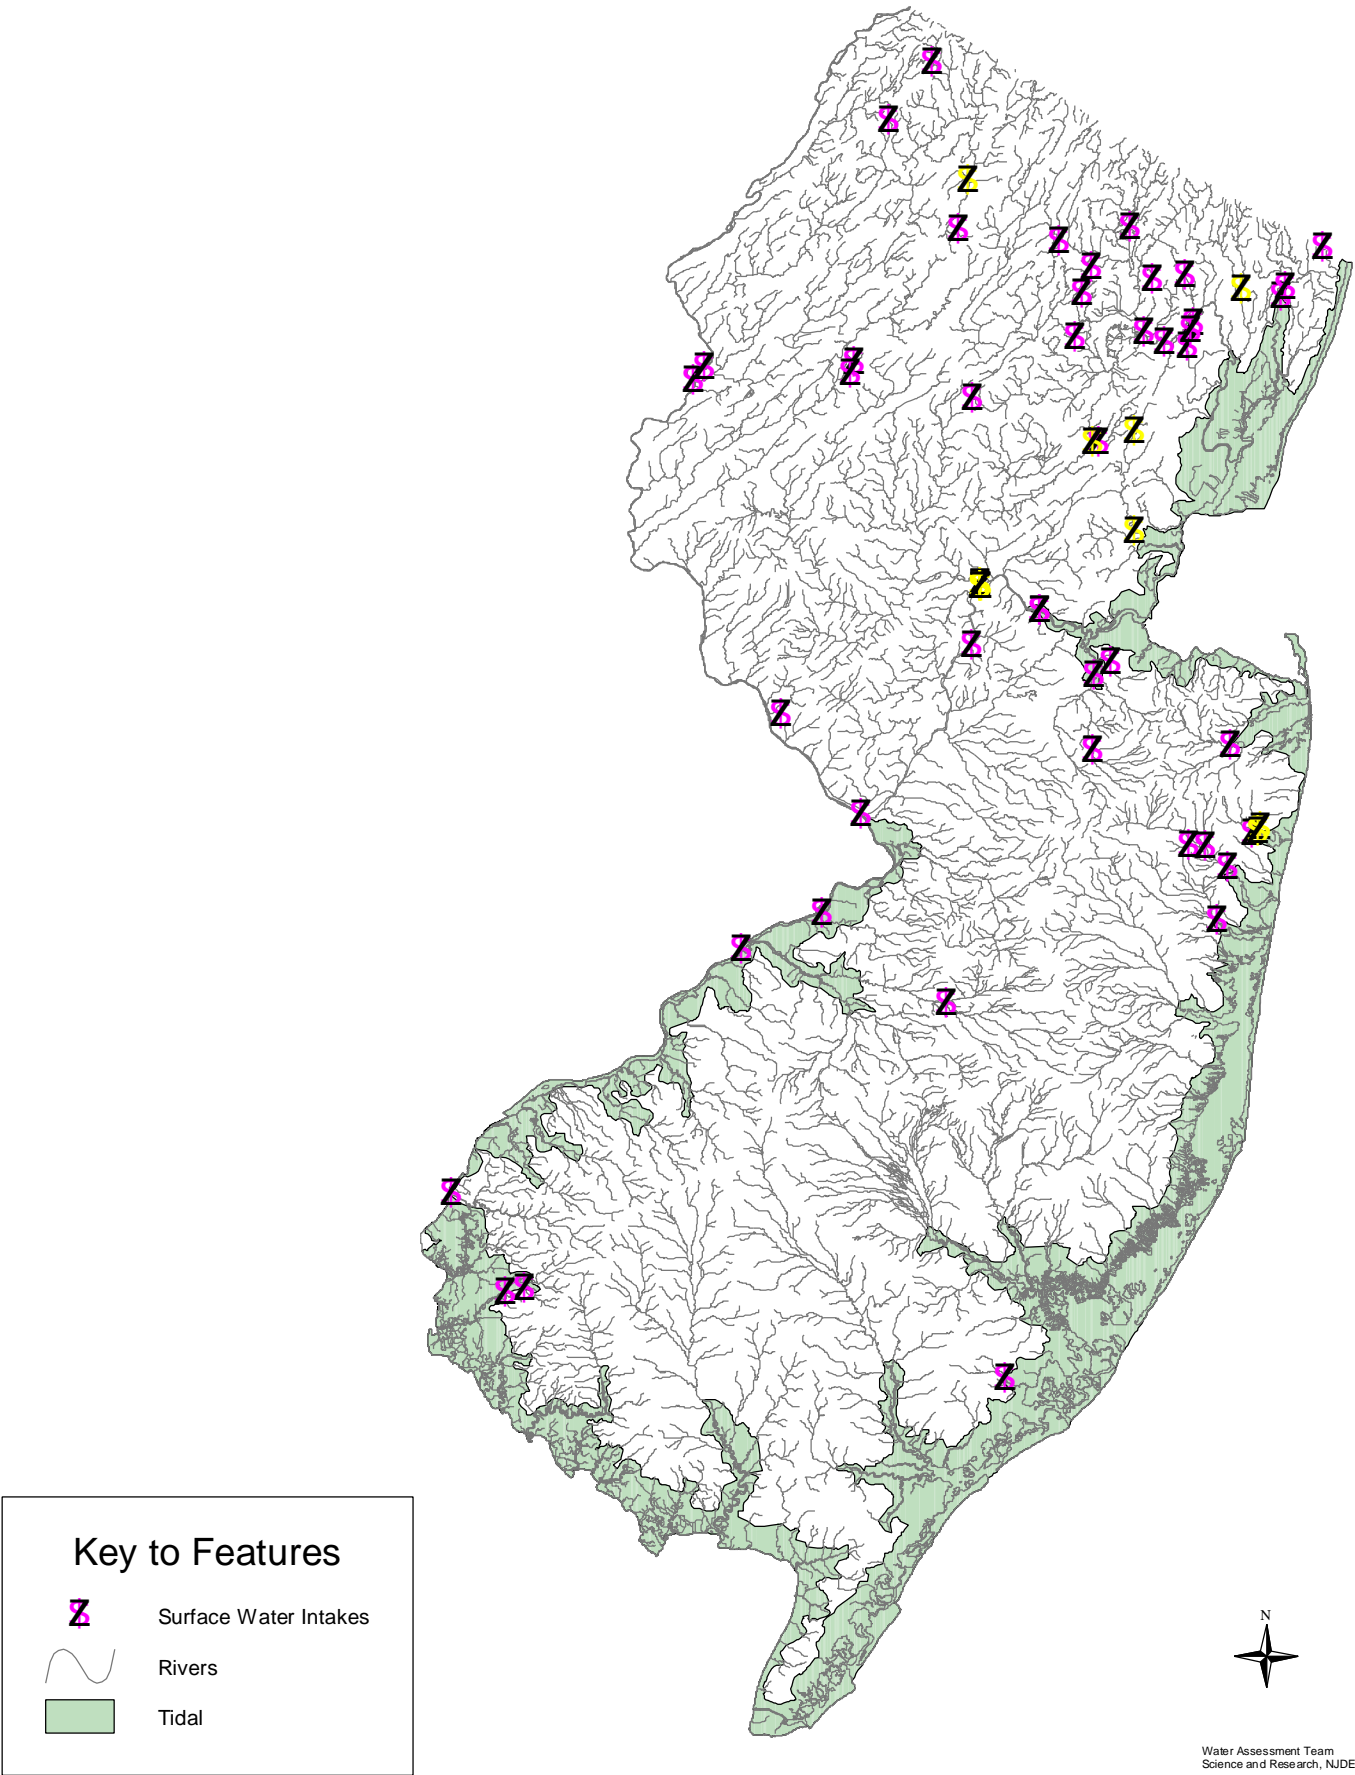 Key to Features
Surface Water Intakes
Rivers
Tidal
N
Water Assessment Team
Science and Research, NJDE